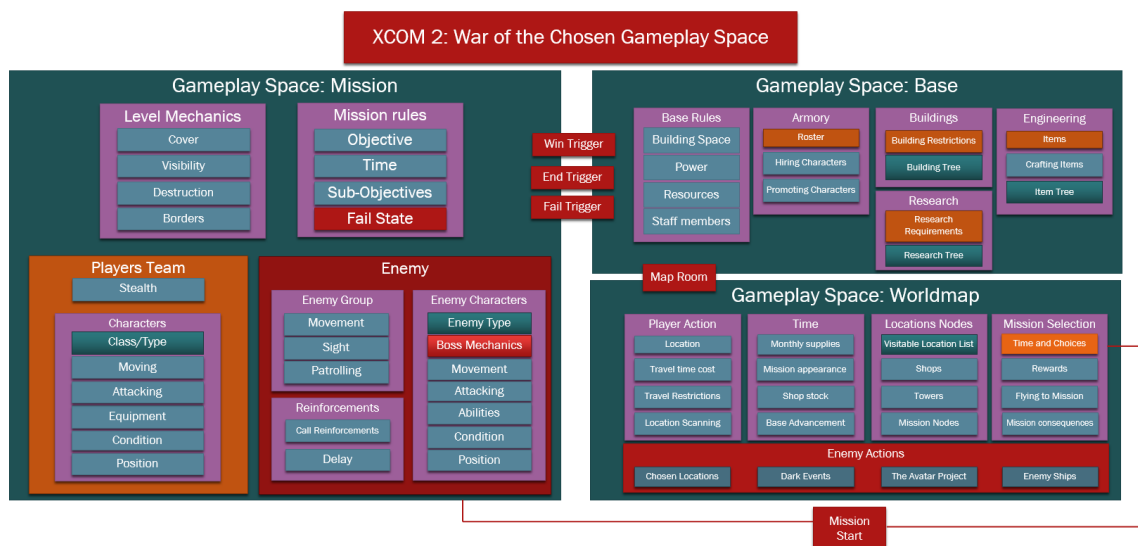 XCOM 2: War of the Chosen Gameplay Space
Gameplay Space: Mission
Level Mechanics
Cover
Visibility
Destruction
Borders
Mission rules
Objective
Time
Sub-Objectives
Fail State
Players Team
Stealth
Characters
Class/Type
Moving
Attacking
Equipment
Condition
Position
Enemy
Enemy Group
Movement
Sight
Patrolling
Reinforcements
Call Reinforcements
Delay
Enemy Characters
Enemy Type
Boss Mechanics
Movement
Attacking
Abilities
Condition
Position
Win Trigger
End Trigger
Fail Trigger
Gameplay Space: Base
Base Rules
Building Space
Power
Resources
Staff members
Armory
Roster
Hiring Characters
Promoting Characters
Buildings
Building Restrictions
Building Tree
Research
Research
Requirements
Research Tree
Engineering
Items
Crafting Items
Item Tree
Map Room
Gameplay Space: Worldmap
Player Action
Location
Travel time cost
Travel Restrictions
Location Scanning
Time
Monthly supplies
Mission appearance
Shop stock
Base Advancement
Locations Nodes
Visitable Location List
Shops
Towers
Mission Nodes
Mission Selection
Time and Choices
Rewards
Flying to Mission
Mission consequences
Enemy Actions
Chosen Locations
Dark Events
The Avatar Project
Enemy Ships
Mission
Start